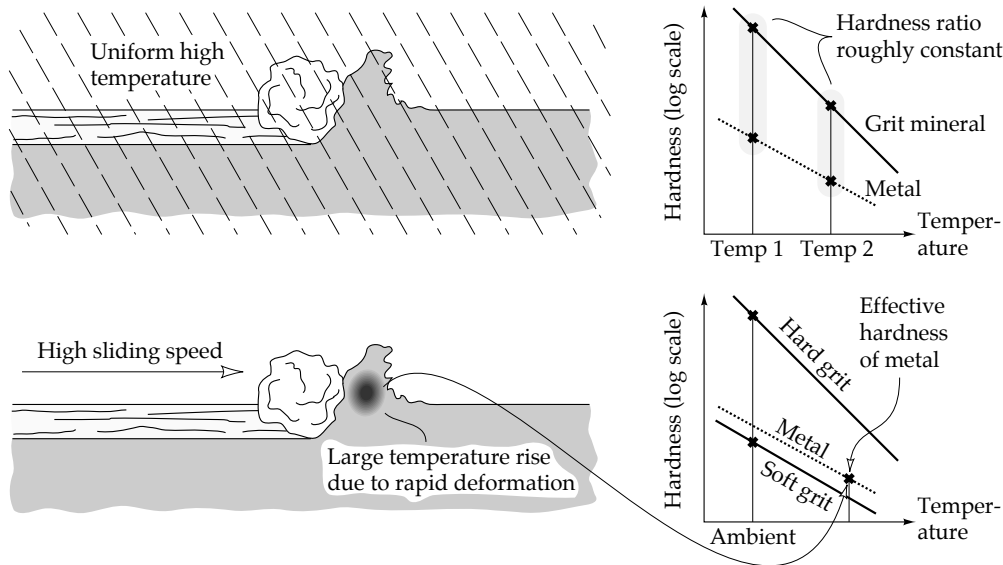 Uniform high
temperature
Hardness (log scale)
Hardness ratio
roughly constant
Grit mineral
Metal
Temp 1
Temp 2
Temper-
ature
High sliding speed
Large temperature rise
due to rapid deformation
Hardness (log scale)
Effective
hardness
of metal
Hard grit
Metal
Soft grit
Ambient
Temper-
ature